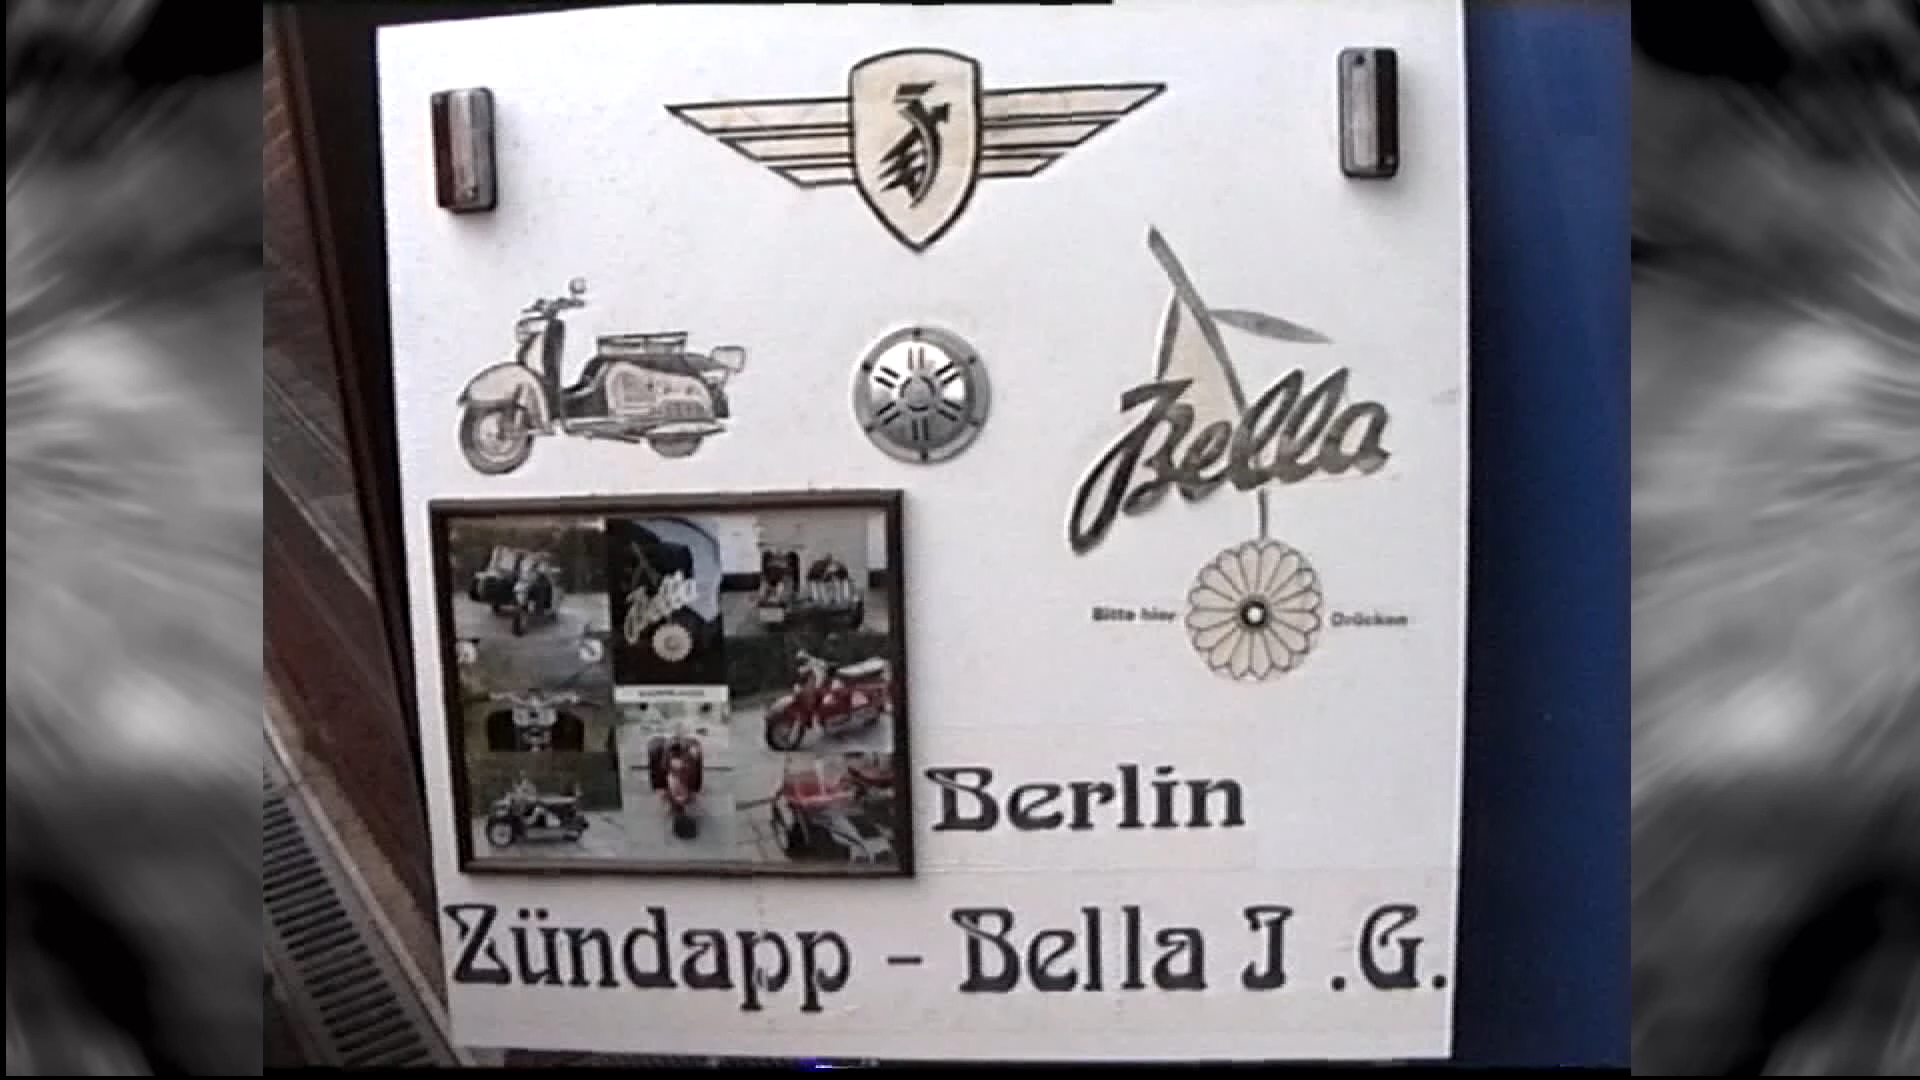 Bella
Bitte hier Drücken
Berlin
Zündapp - Bella I.G.